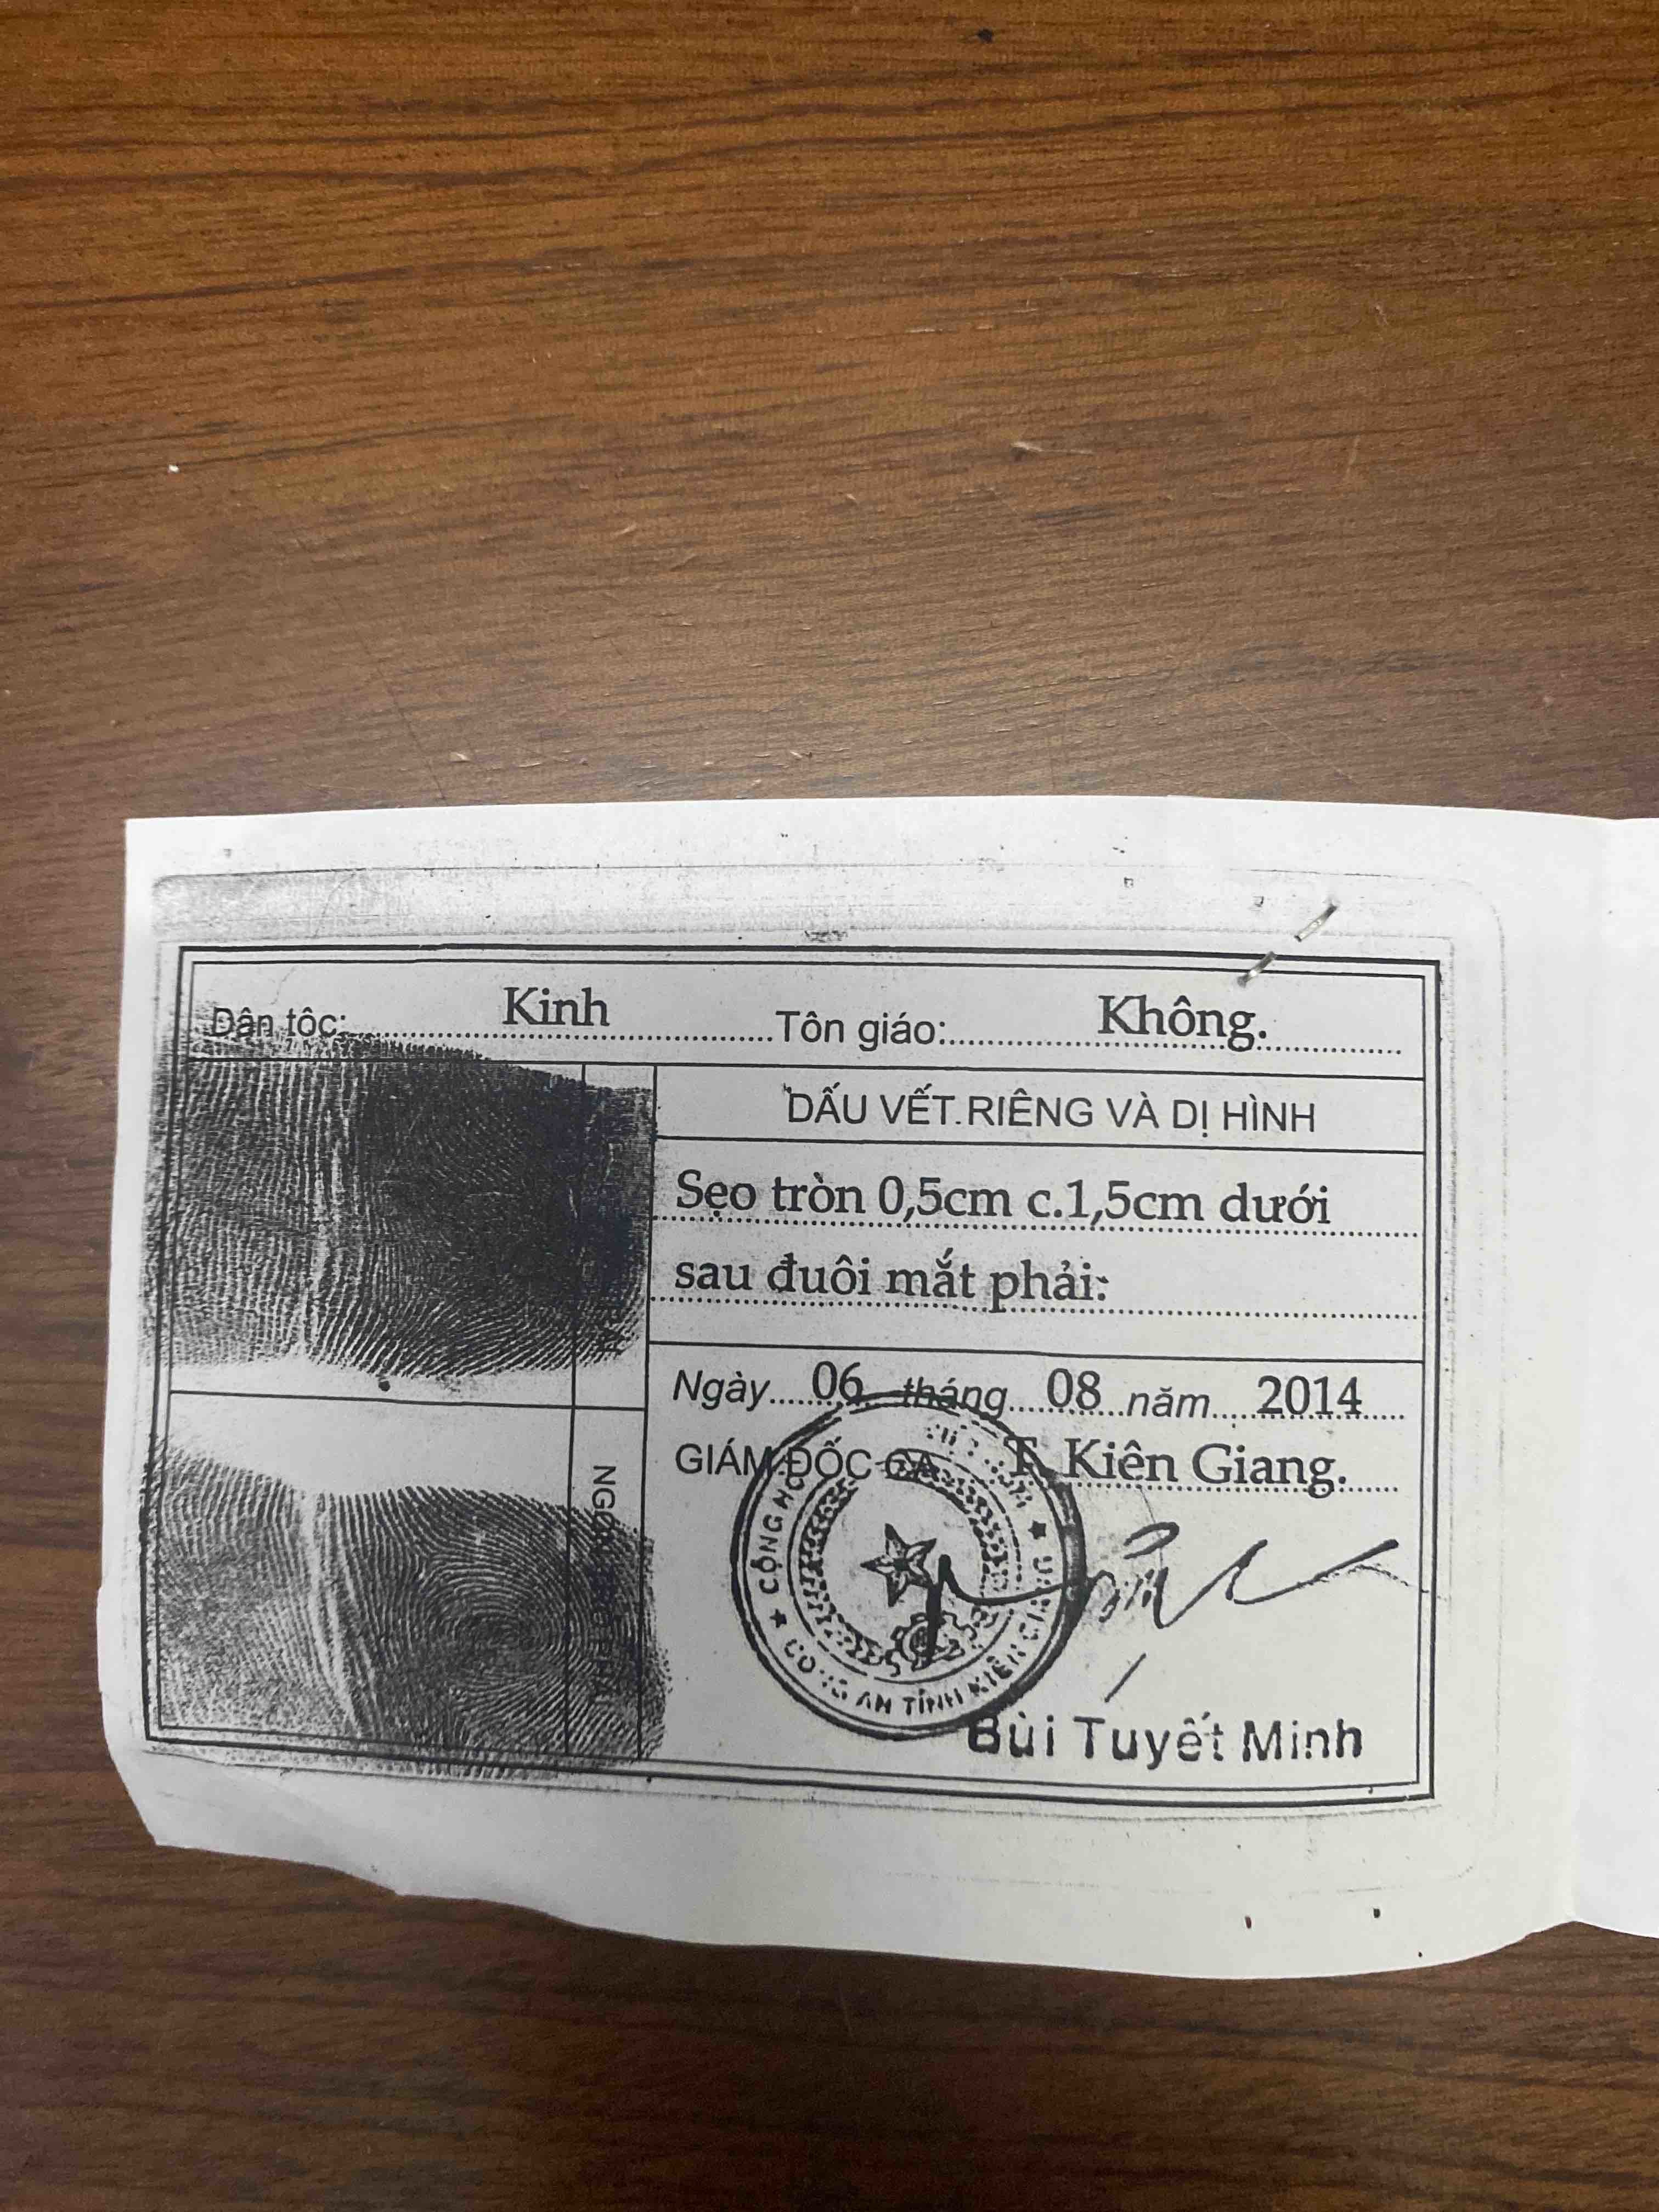 Dân tộc: Kinh Tôn giáo: Không.
DẤU VẾT RIÊNG VÀ DỊ HÌNH
Sẹo tròn 0,5cm c.1,5cm dưới
sau đuôi mắt phải:
Ngày 06 tháng 08 năm 2014
GIÁM ĐỐC CA T. Kiên Giang.
CÔNG AN TỈNH KIÊN GIANG
Bùi Tuyết Minh